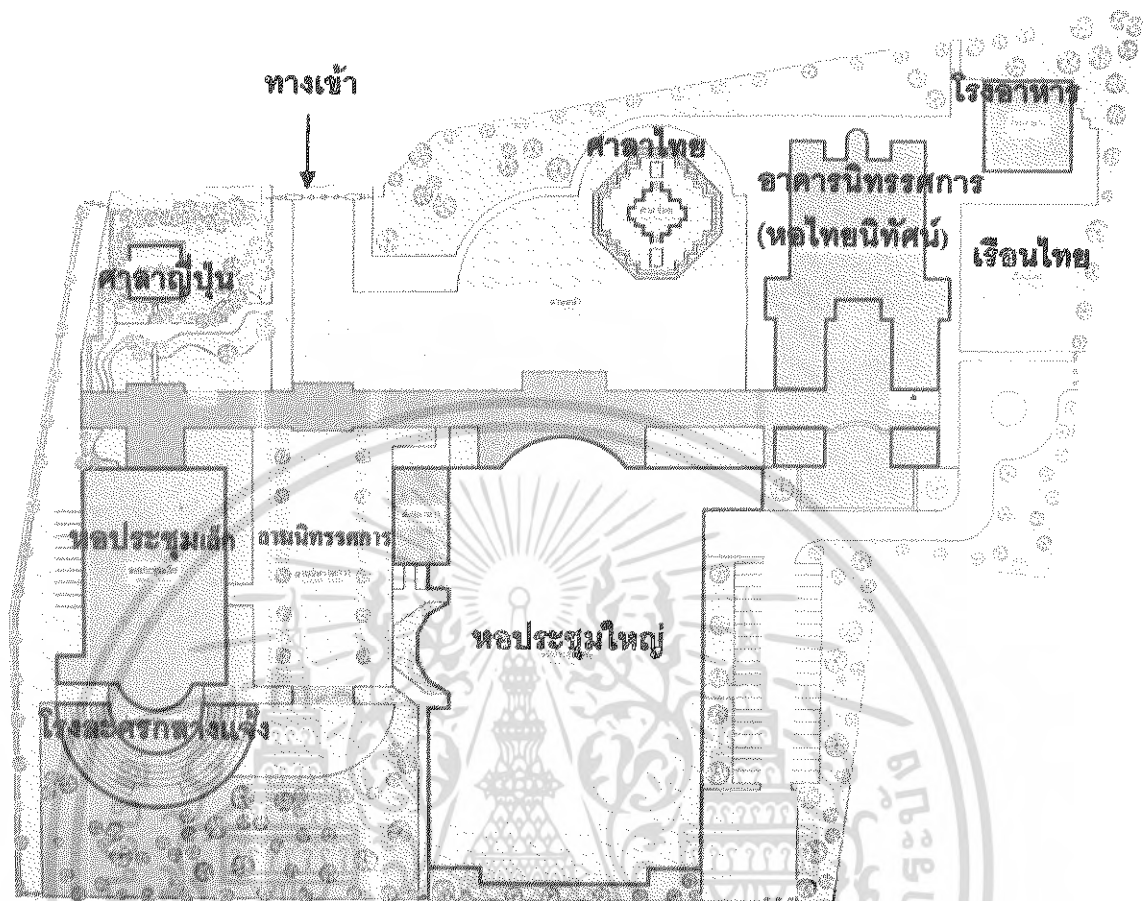 ทางเข้า
โรงอาหาร
ศาลาไทย
อาคารนิทรรศการ
(หอไทยนิทัศน์)
เรือนไทย
ศาลาญี่ปุ่น
หอประชุมเล็ก
ลานนิทรรศการ
หอประชุมใหญ่
โรงละครกลางแจ้ง